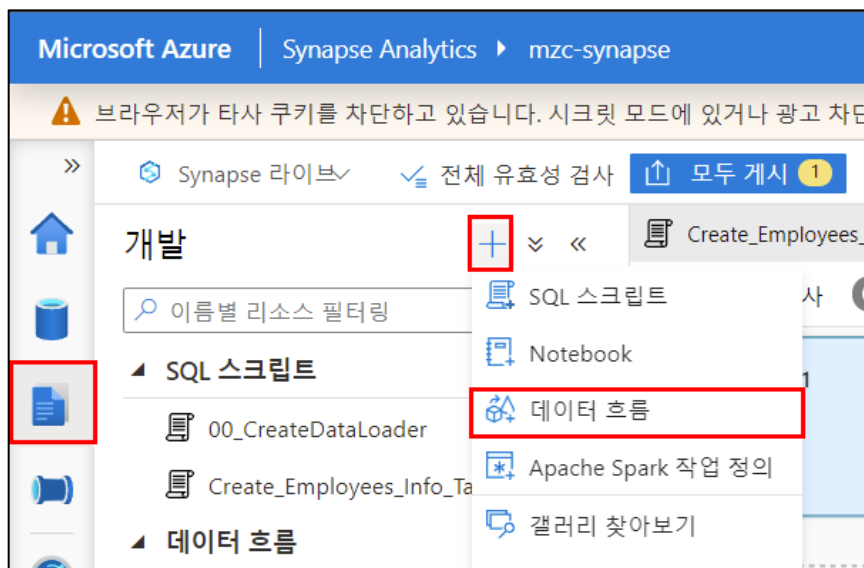 Microsoft Azure Synapse Analytics mzc-synapse
브라우저가 타사 쿠키를 차단하고 있습니다. 시크릿 모드에 있거나 광고
Synapse 라이브 전체 유효성 검사 모두 게시 1
개발
Create_Employees_
이름별 리소스 필터링
SQL 스크립트
00_CreateDataLoader
Create_Employees_Info_Ta
데이터 흐름
SQL 스크립트
Notebook
데이터 흐름
Apache Spark 작업 정의
갤러리 찾아보기
사
1